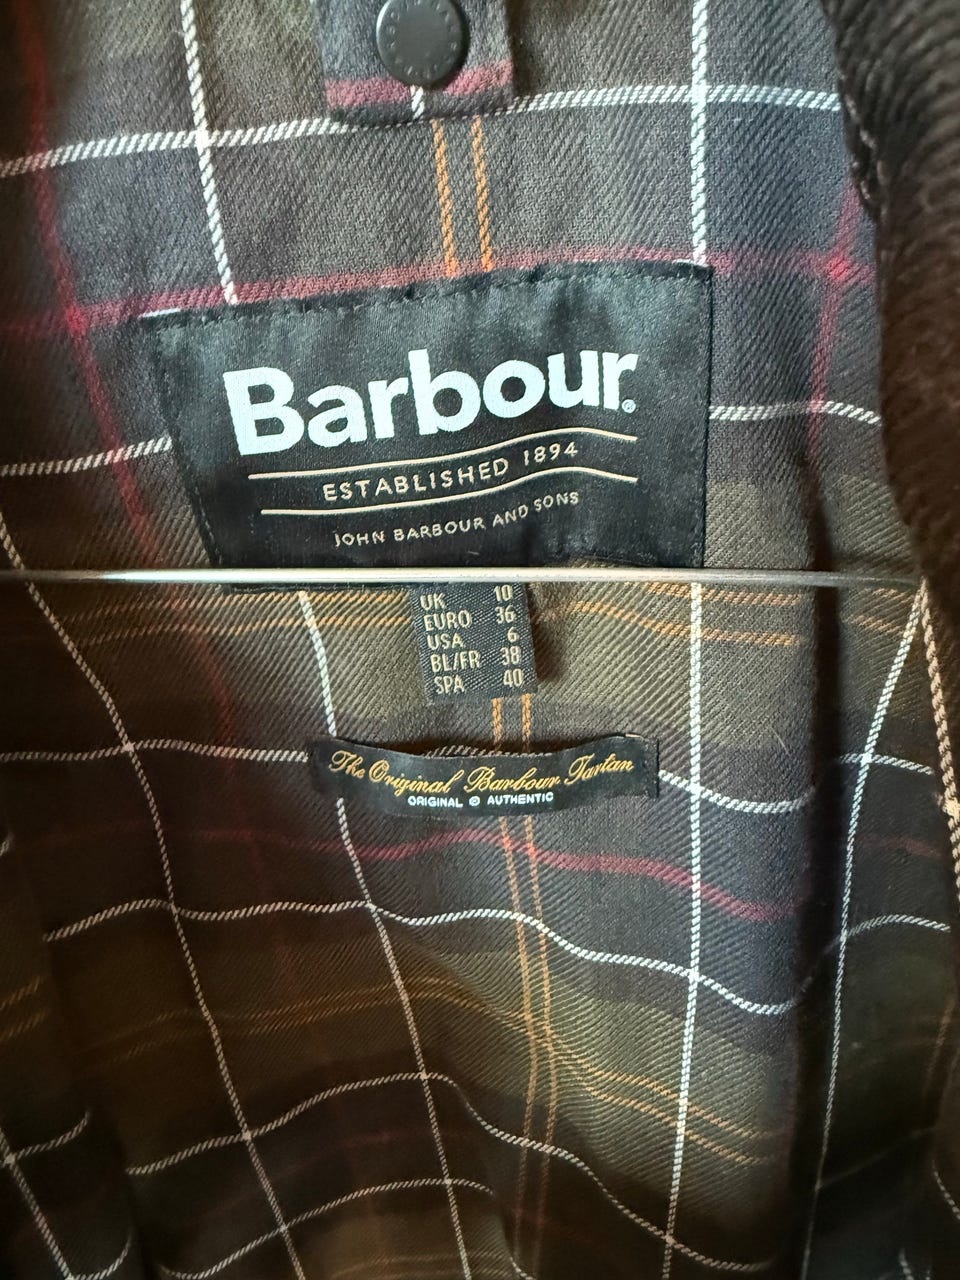 Barbour®
ESTABLISHED 1894
JOHN BARBOUR AND SONS
UK 10
EURO 36
USA 6
BL/FR 38
SPA 40
The Original Barbour Tartan
ORIGINAL © AUTHENTIC